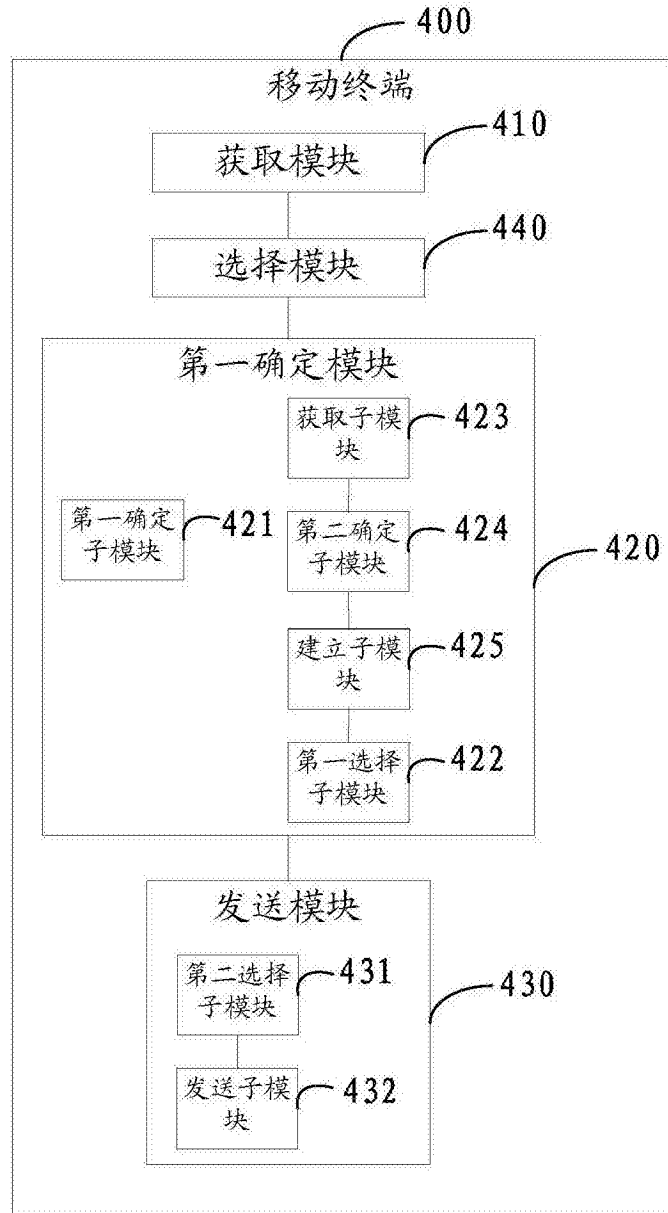 400
移动终端
410
获取模块
440
选择模块
第一确定模块
获取子模
块
423
第一确定
子模块
421
第二确定
子模块
424
420
建立子模
块
425
第一选择
子模块
422
发送模块
第二选择
子模块
431
430
发送子模
块
432